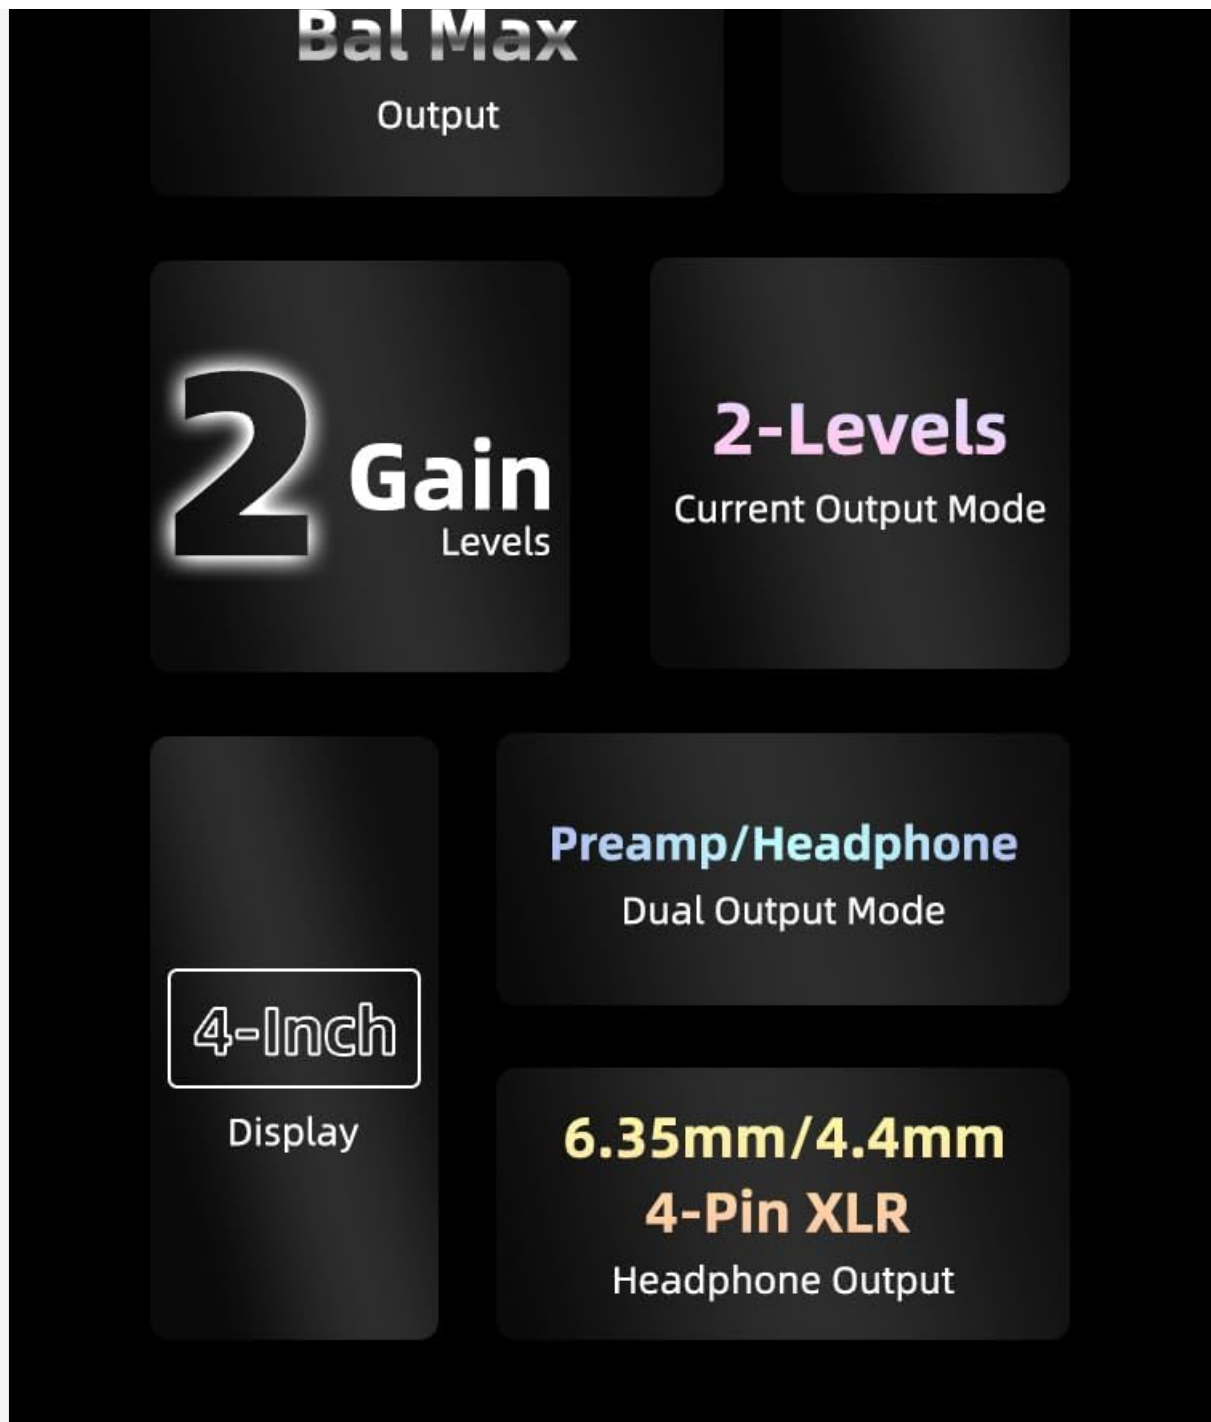 Bal Max
Output
2 Gain
Levels
2-Levels
Current Output Mode
4-Inch
Display
Preamp/Headphone
Dual Output Mode
6.35mm/4.4mm
4-Pin XLR
Headphone Output